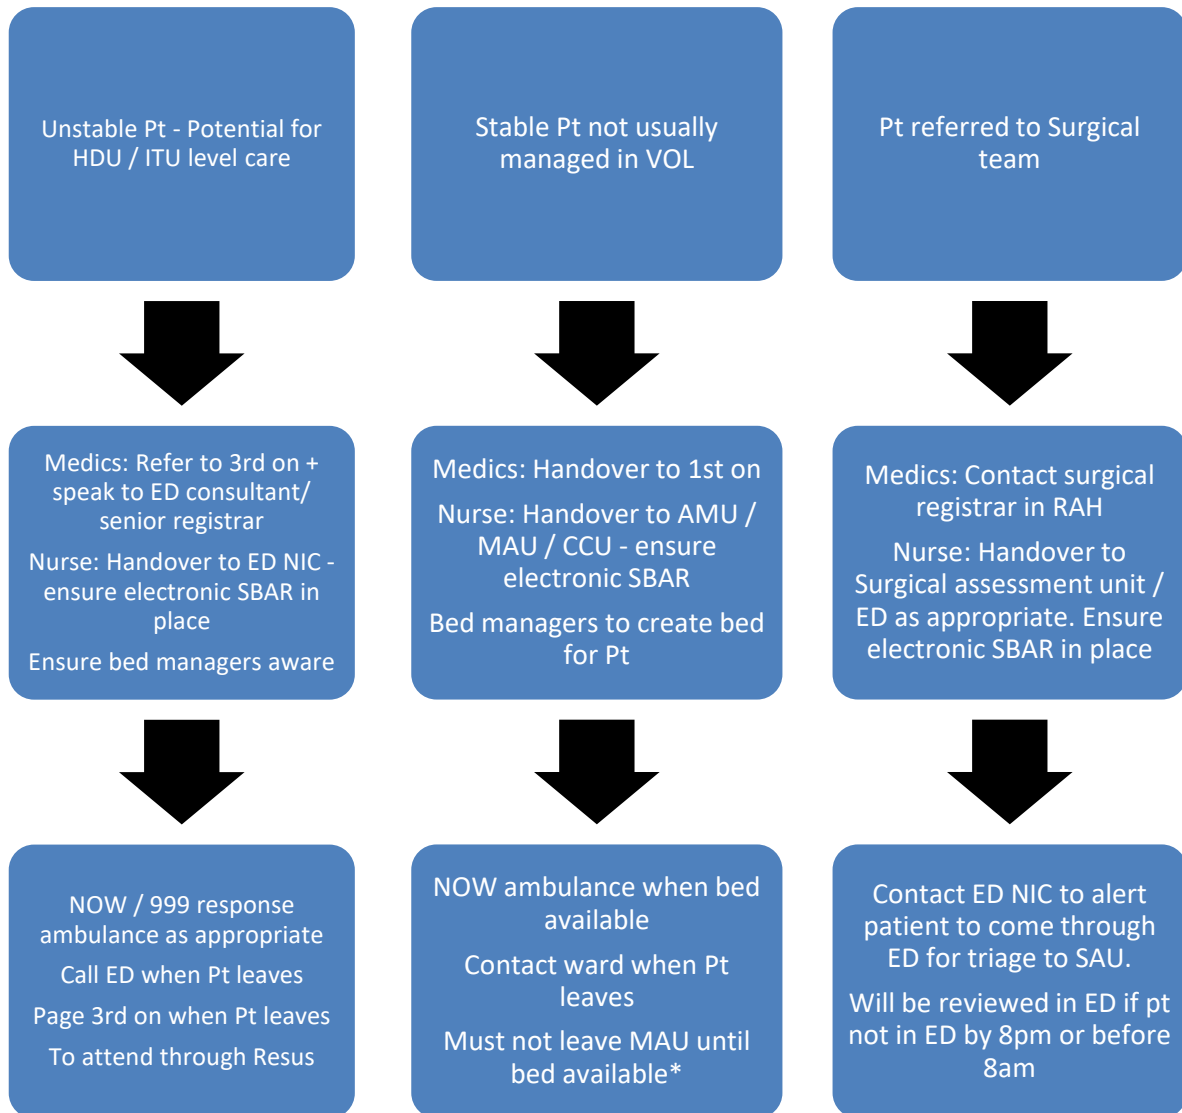 Unstable Pt - Potential for
HDU / ITU level care
Stable Pt not usually
managed in VOL
Pt referred to Surgical
team
Medics: Refer to 3rd on +
speak to ED consultant/
senior registrar
Nurse: Handover to ED NIC -
ensure electronic SBAR in
place
Ensure bed managers aware
Medics: Handover to 1st on
Nurse: Handover to AMU /
MAU / CCU - ensure
electronic SBAR
Bed managers to create bed
for Pt
Medics: Contact surgical
registrar in RAH
Nurse: Handover to
Surgical assessment unit /
ED as appropriate. Ensure
electronic SBAR in place
NOW / 999 response
ambulance as appropriate
Call ED when Pt leaves
Page 3rd on when Pt leaves
To attend through Resus
NOW ambulance when bed
available
Contact ward when Pt
leaves
Must not leave MAU until
bed available*
Contact ED NIC to alert
patient to come through
ED for triage to SAU.
Will be reviewed in ED if pt
not in ED by 8pm or before
8am